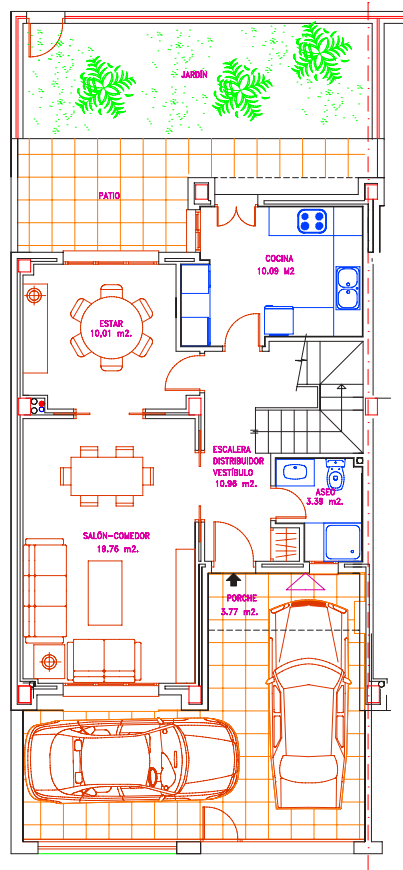 JARDÍN
PATIO
COCINA
10.09 M2
ESTAR
10,01 m2.
ESCALERA
DISTRIBUIDOR
VESTÍBULO
10.96 m2.
ASEO
3.39 m2.
SALÓN-COMEDOR
19.76 m2.
PORCHE
3.77 m2.